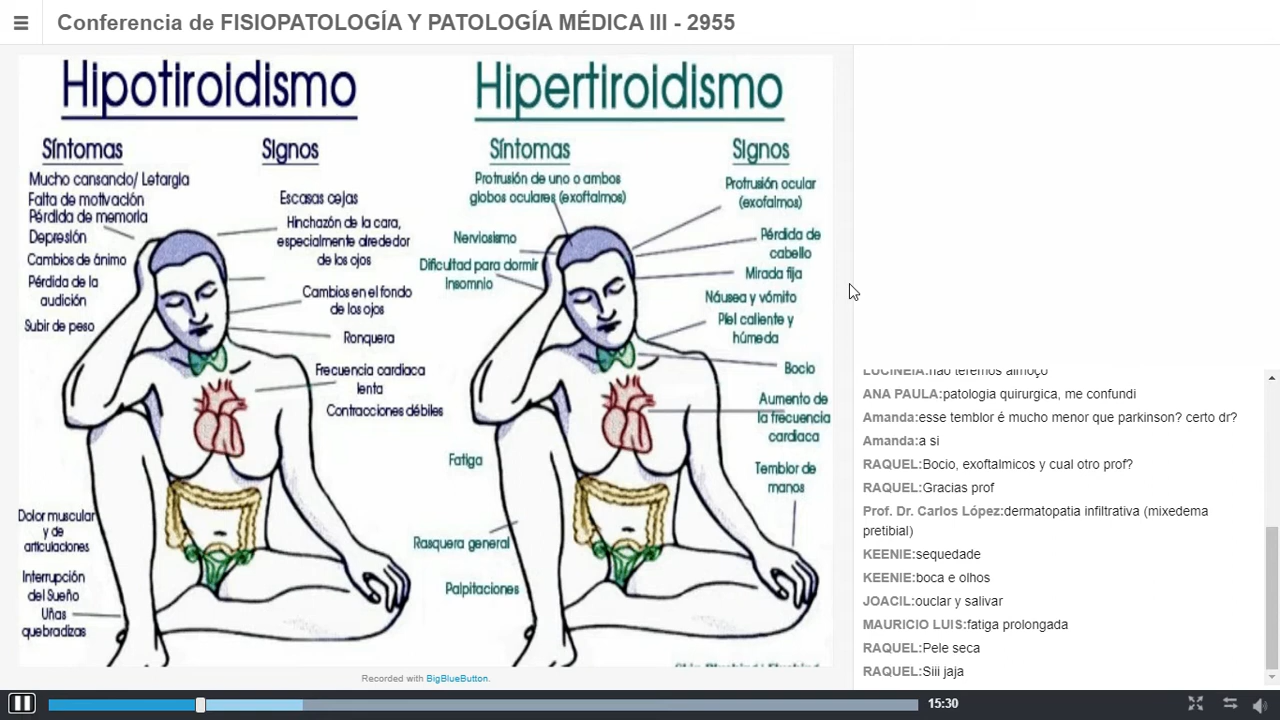 Conferencia de FISIOPATOLOGÍA Y PATOLOGÍA MÉDICA III - 2955
Hipotiroidismo
Síntomas
Signos
Mucho cansancio/ Letargia
Falta de motivación
Pérdida de memoria
Depresión
Cambios de ánimo
Pérdida de la
audición
Subir de peso
Dolor muscular
y de
articulaciones
Interrupción
del Sueño
Uñas
quebradizas
Escasas cejas
Hinchazón de la cara,
especialmente alrededor
de los ojos
Cambios en el fondo
de los ojos
Ronquera
Frecuencia cardiaca
lenta
Contracciones débiles
Hipertiroidismo
Síntomas
Signos
Protrusión de uno o ambos
globos oculares (exoftalmos)
Nerviosismo
Dificultad para dormir
Insomnio
Fatiga
Rasquera general
Palpitaciones
Protrusión ocular
(exofalmos)
Pérdida de
cabello
Mirada fija
Náusea y vómito
Piel caliente y
húmeda
Bocio
Aumento de
la frecuencia
cardiaca
Temblor de
manos
LUCINEIA:não teremos almoço
ANA PAULA:patologia quirurgica, me confundi
Amanda:esse temblor é mucho menor que parkinson? certo dr?
Amanda:a si
RAQUEL:Bocio, exoftalmicos y cual otro prof?
RAQUEL:Gracias prof
Prof. Dr. Carlos López:dermatopatia infiltrativa (mixedema
pretibial)
KEENIE:sequedade
KEENIE:boca e olhos
JOACIL:ouclar y salivar
MAURICIO LUIS:fatiga prolongada
RAQUEL:Pele seca
RAQUEL:Siii jaja
Recorded with BigBlueButton.
15:30